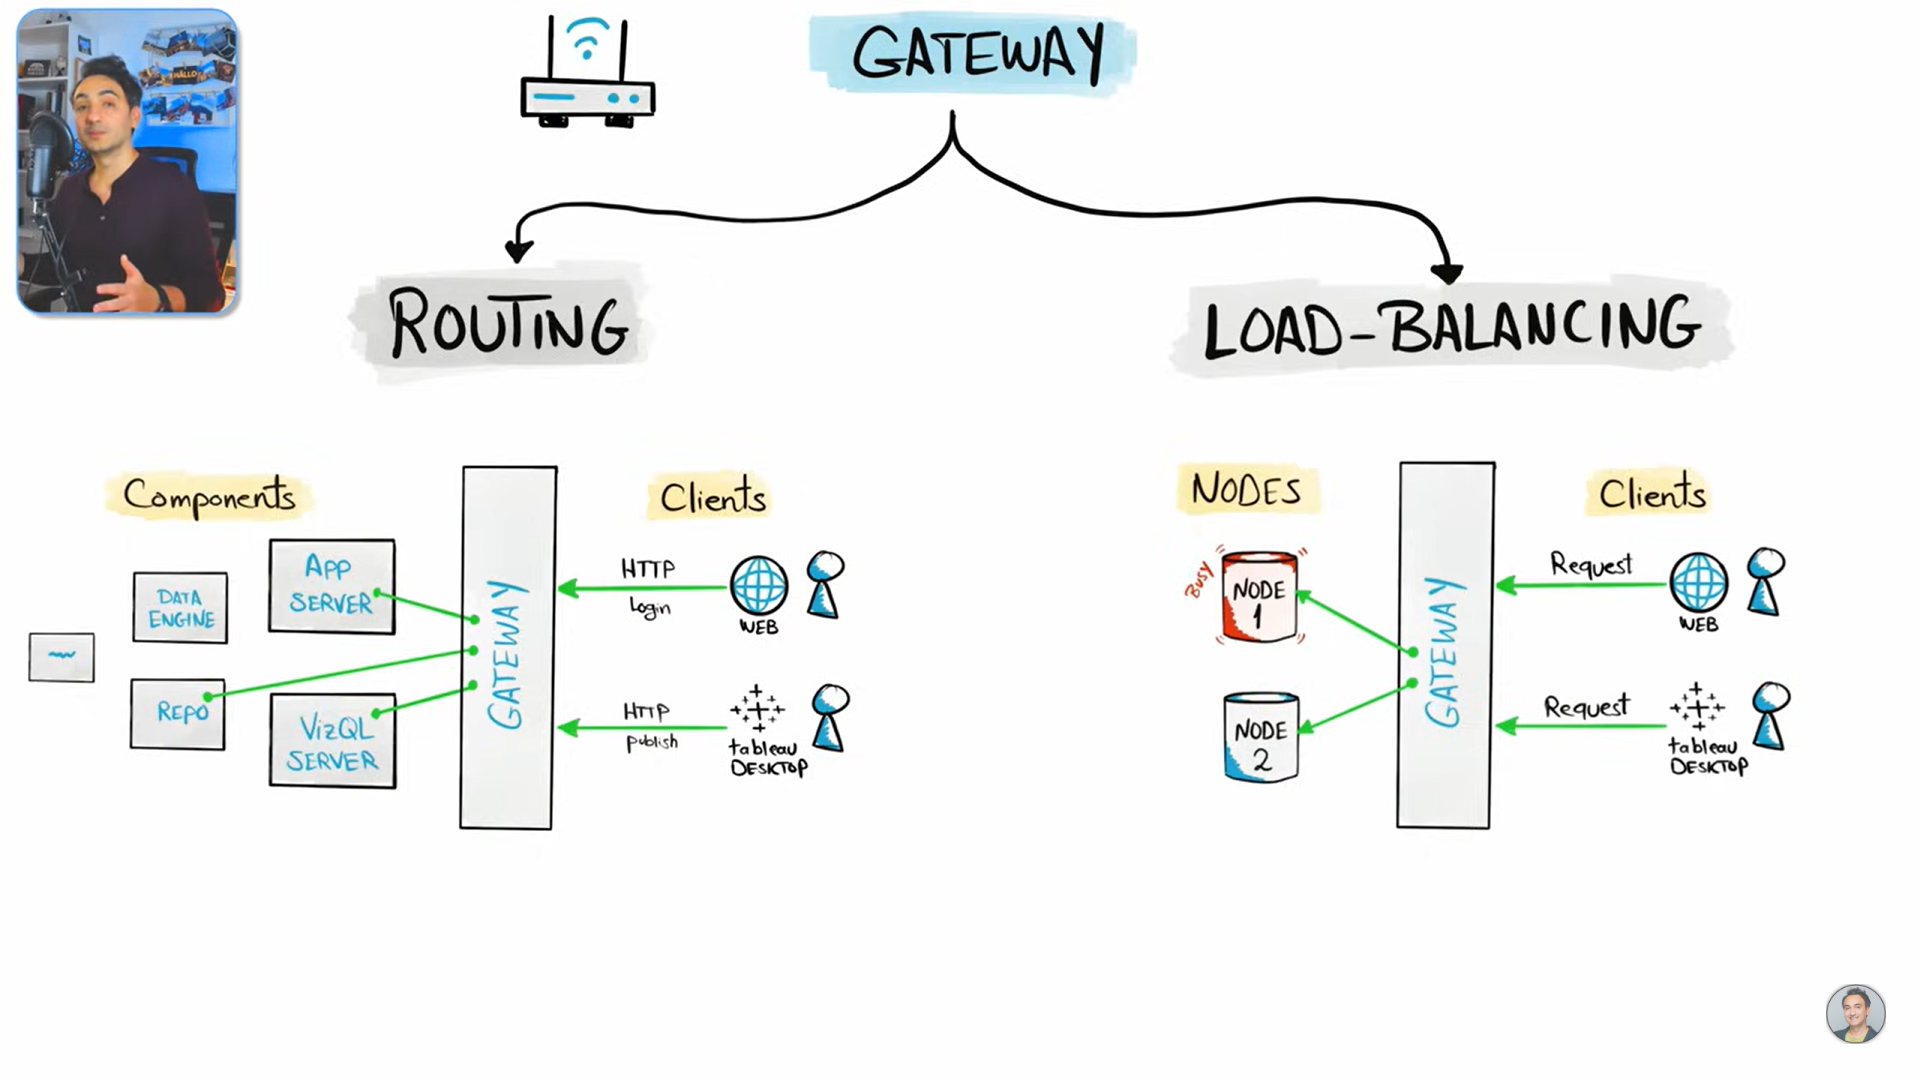 GATEWAY
HALLO
ROUTING
LOAD-BALANCING
Components
Clients
DATA
ENGINE
APP
SERVER
REPO
VizQL
SERVER
GATEWAY
HTTP
Login
WEB
HTTP
publish
tableau
DESKTOP
NODES
Clients
BUSY
NODE
1
NODE
2
GATEWAY
Request
WEB
Request
tableau
DESKTOP